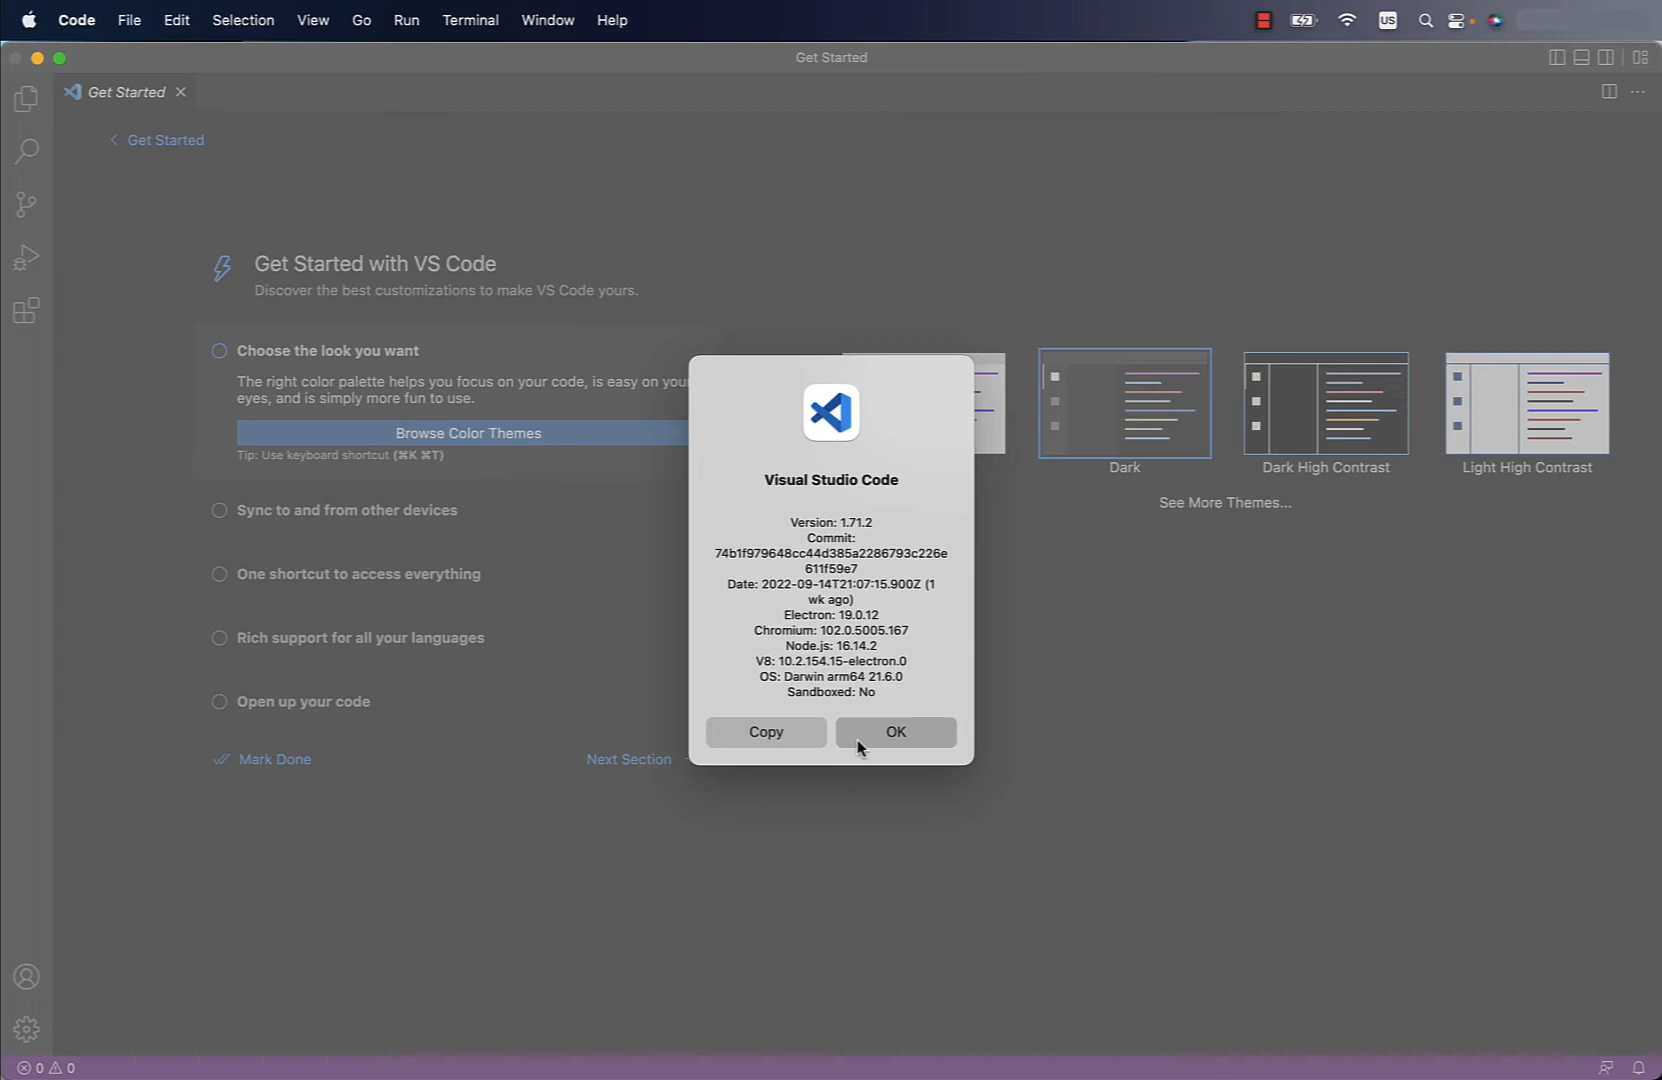 Code File Edit Selection View Go Run Terminal Window Help US
Get Started
Get Started
Get Started
Get Started with VS Code
Discover the best customizations to make VS Code yours.
Choose the look you want
The right color palette helps you focus on your code, is easy on your
eyes, and is simply more fun to use.
Browse Color Themes
Tip: Use keyboard shortcut (⌘K ⌘T)
Sync to and from other devices
One shortcut to access everything
Rich support for all your languages
Open up your code
Mark Done
Next Section
Dark
Dark High Contrast
Light High Contrast
See More Themes...
Visual Studio Code
Version: 1.71.2
Commit:
74b1f979648cc44d385a2286793c226e
611f59e7
Date: 2022-09-14T21:07:15.900Z (1
wk ago)
Electron: 19.0.12
Chromium: 102.0.5005.167
Node.js: 16.14.2
V8: 10.2.154.15-electron.0
OS: Darwin arm64 21.6.0
Sandboxed: No
Copy
OK
0 0